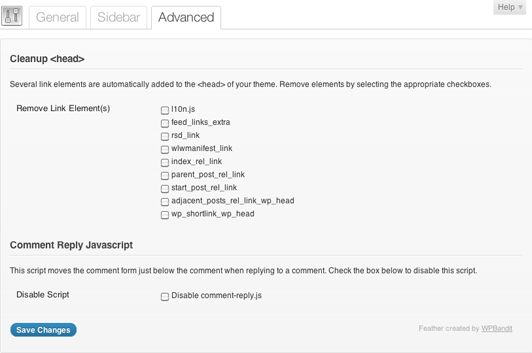 Help ▼
General
Sidebar
Advanced
Cleanup <head>
Several link elements are automatically added to the <head> of your theme. Remove elements by selecting the appropriate checkboxes.
Remove Link Element(s)
l10n.js
feed_links_extra
rsd_link
wlwmanifest_link
index_rel_link
parent_post_rel_link
start_post_rel_link
adjacent_posts_rel_link_wp_head
wp_shortlink_wp_head
Comment Reply Javascript
This script moves the comment form just below the comment when replying to a comment. Check the box below to disable this script.
Disable Script
Disable comment-reply.js
Save Changes
Feather created by WPBandit